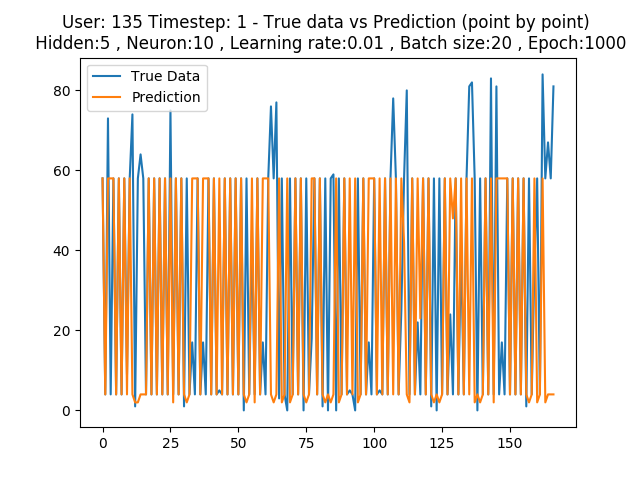 User: 135 Timestep: 1 - True data vs Prediction (point by point)
Hidden:5 , Neuron:10 , Learning rate:0.01 , Batch size:20 , Epoch:1000
True Data
Prediction
80
60
40
20
0
0 25 50 75 100 125 150